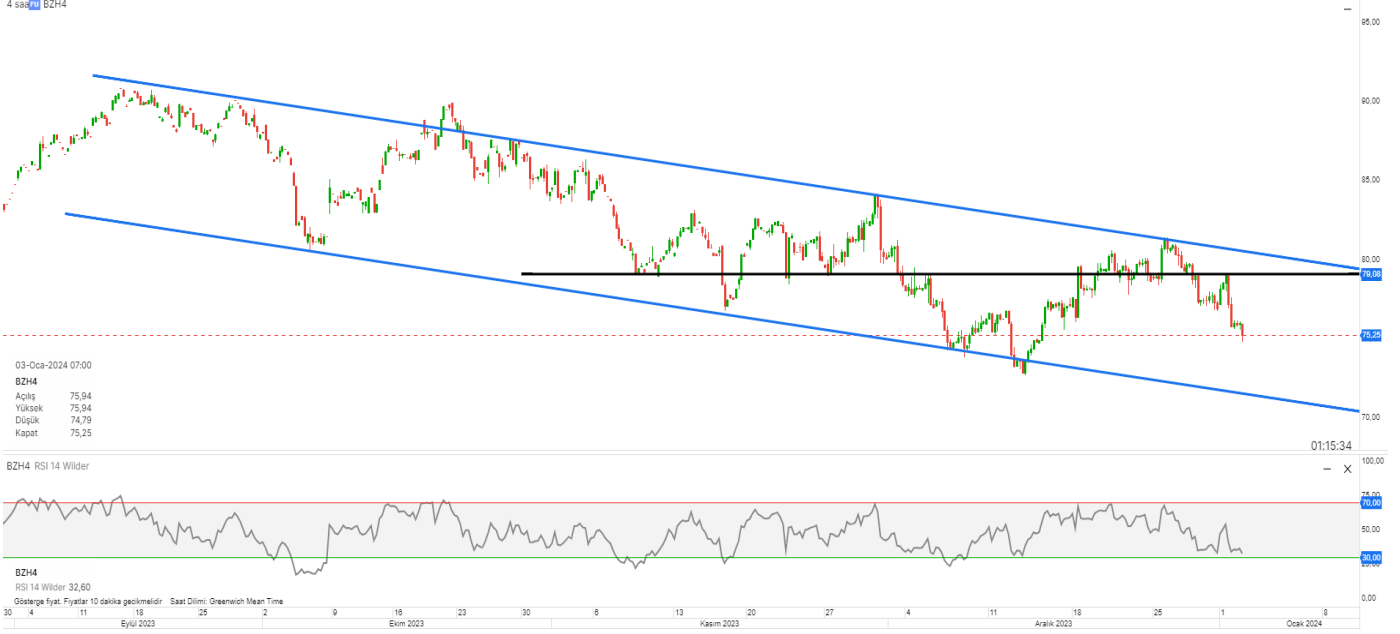 4 saa ru BZH4
95,00
90,00
85,00
80,00
79,08
75,25
70,00
03-Oca-2024 07:00
BZH4
Açılış 75,94
Yüksek 75,94
Düşük 74,79
Kapat 75,25
01:15:34
BZH4 RSI 14 Wilder
100,00
75,00
70,00
50,00
30,00
25,00
0,00
BZH4
RSI 14 Wilder 32,60
Gösterge fiyat. Fiyatlar 10 dakika gecikmelidir Saat Dilimi: Greenwich Mean Time
30 4 11 18 25 2 9 16 23 30 6 13 20 27 4 11 18 25 1 8
Eylül 2023 Ekim 2023 Kasım 2023 Aralık 2023 Ocak 2024